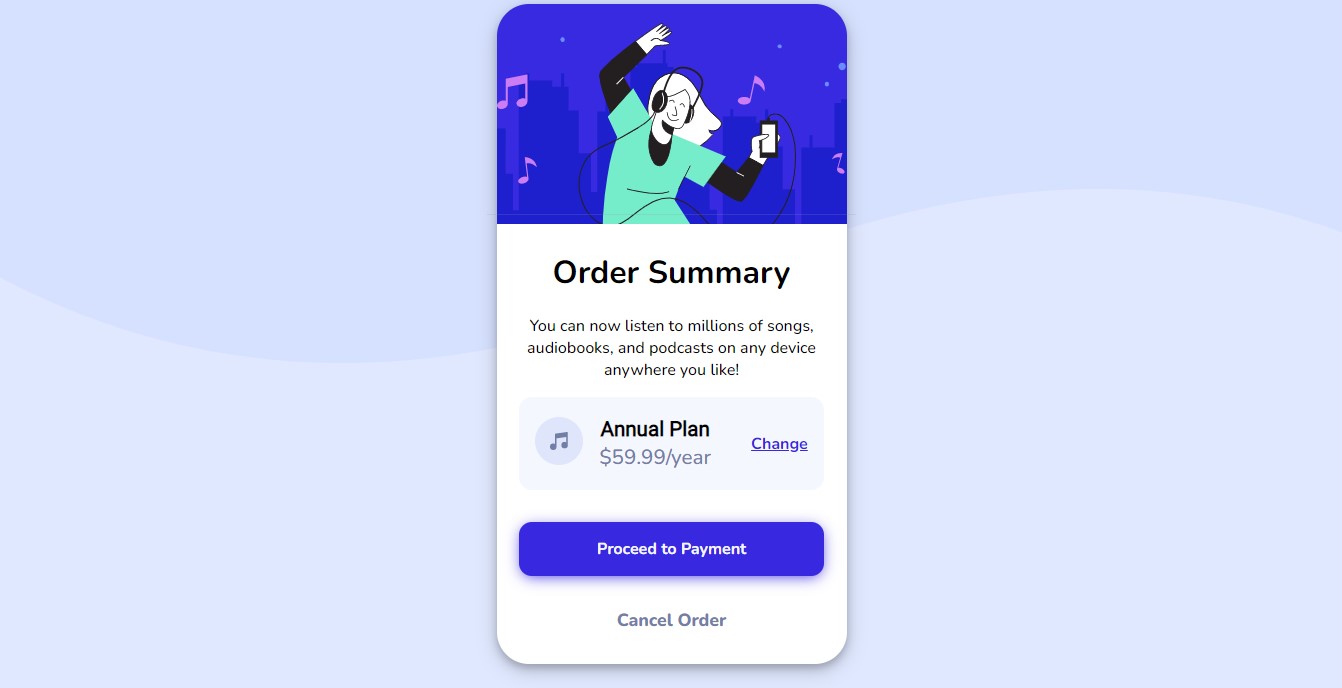 Order Summary
You can now listen to millions of songs,
audiobooks, and podcasts on any device
anywhere you like!
Annual Plan
$59.99/year
Change
Proceed to Payment
Cancel Order